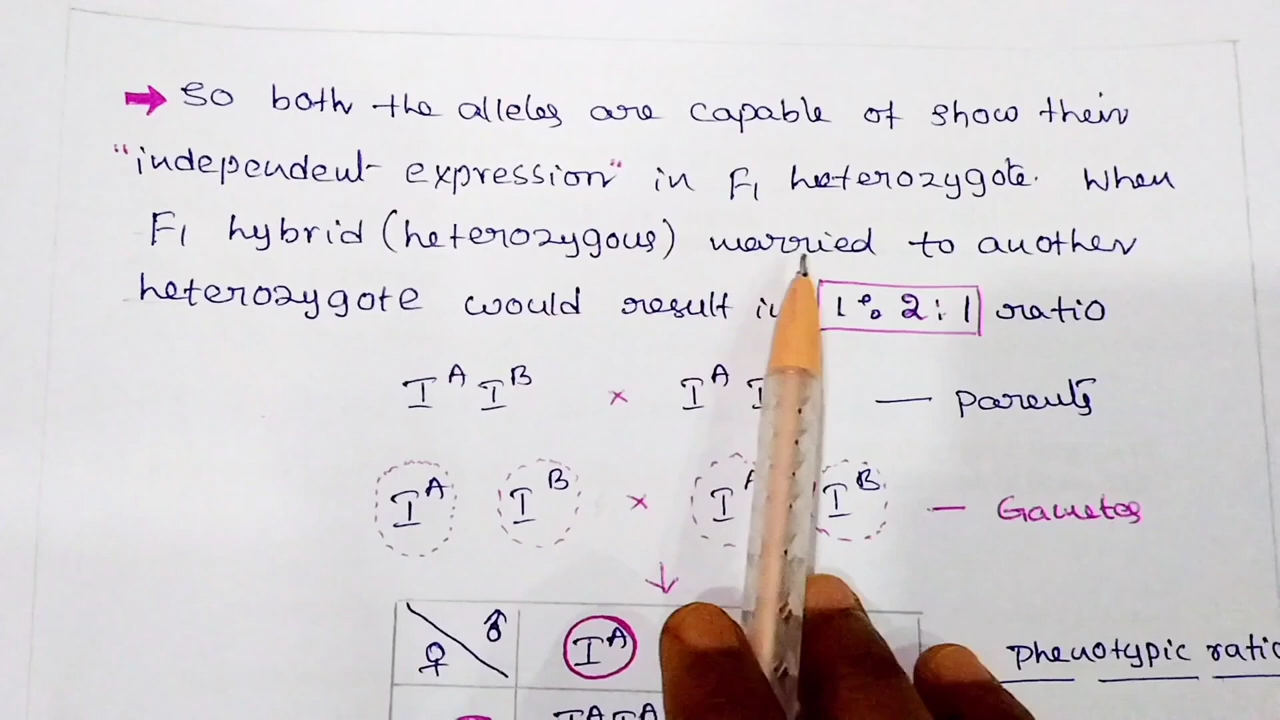 → So both the alleles are capable of show their
"independent expression" in F1 heterozygote. When
F1 hybrid (heterozygous) married to another
heterozygote would result in 1:2:1 ratio
I^A I^B × I^A I — parents
I^A I^B × I^A I^B — Gametes
↓
♀ ♂ I^A
phenotypic ratio
I^A I^A